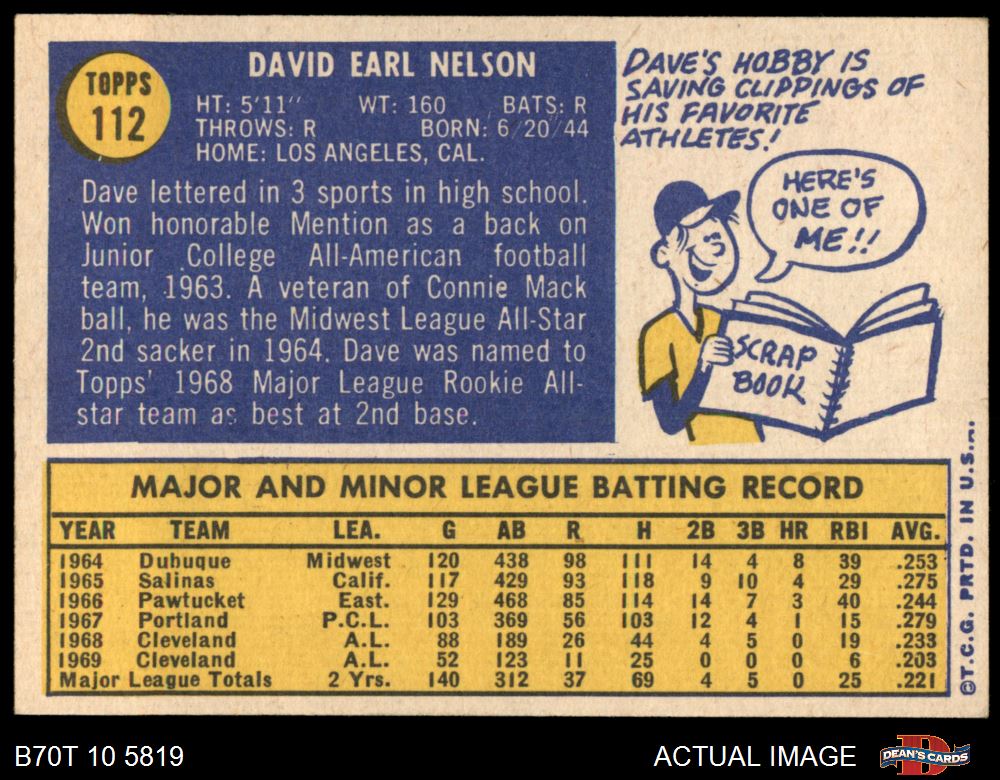 TOPPS
112
DAVID EARL NELSON
HT: 5'11" WT: 160 BATS: R
THROWS: R BORN: 6/20/44
HOME: LOS ANGELES, CAL.
Dave lettered in 3 sports in high school.
Won honorable Mention as a back on
Junior College All-American football
team, 1963. A veteran of Connie Mack
ball, he was the Midwest League All-Star
2nd sacker in 1964. Dave was named to
Topps' 1968 Major League Rookie All-
star team as best at 2nd base.
DAVE'S HOBBY IS
SAVING CLIPPINGS OF
HIS FAVORITE
ATHLETES!
HERE'S
ONE OF
ME!!
SCRAP
BOOK
MAJOR AND MINOR LEAGUE BATTING RECORD
YEAR TEAM LEA. G AB R H 2B 3B HR RBI AVG.
1964 Dubuque Midwest 120 438 98 111 14 4 8 39 .253
1965 Salinas Calif. 117 429 93 118 9 10 4 29 .275
1966 Pawtucket East. 129 468 85 114 14 7 3 40 .244
1967 Portland P.C.L. 103 369 56 103 12 4 1 15 .279
1968 Cleveland A.L. 88 189 26 44 4 5 0 19 .233
1969 Cleveland A.L. 52 123 11 25 0 0 0 6 .203
Major League Totals 2 Yrs. 140 312 37 69 4 5 0 25 .221
©T.C.G. PRTD. IN U.S.A.
B70T 10 5819
ACTUAL IMAGE
DEAN'S CARDS